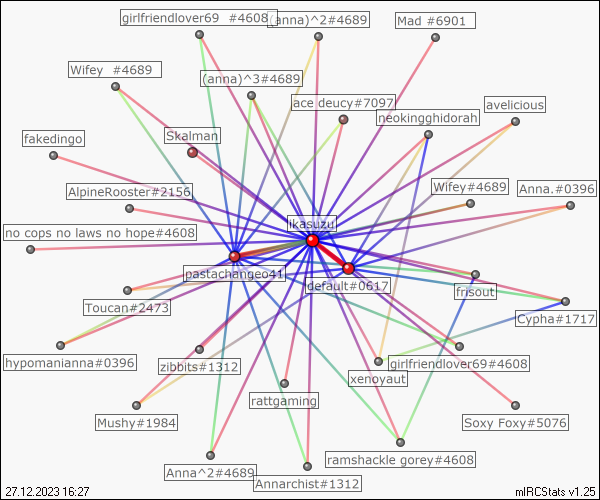 girlfriendlover69 #4608
(anna)^2#4689
Mad #6901
Wifey #4689
(anna)^3#4689
ace deucy#7097
neokingghidorah
avelicious
fakedingo
Skalman
AlpineRooster#2156
Wifey#4689
Anna.#0396
no cops no laws no hope#4608
ikasuzu
pastachangeo41
default#0617
frisout
Toucan#2473
Cypha#1717
hypomanianna#0396
zibbits#1312
girlfriendlover69#4608
xenoyaut
rattgaming
Mushy#1984
Soxy Foxy#5076
Anna^2#4689
ramshackle gorey#4608
Annarchist#1312
27.12.2023 16:27
mIRCStats v1.25